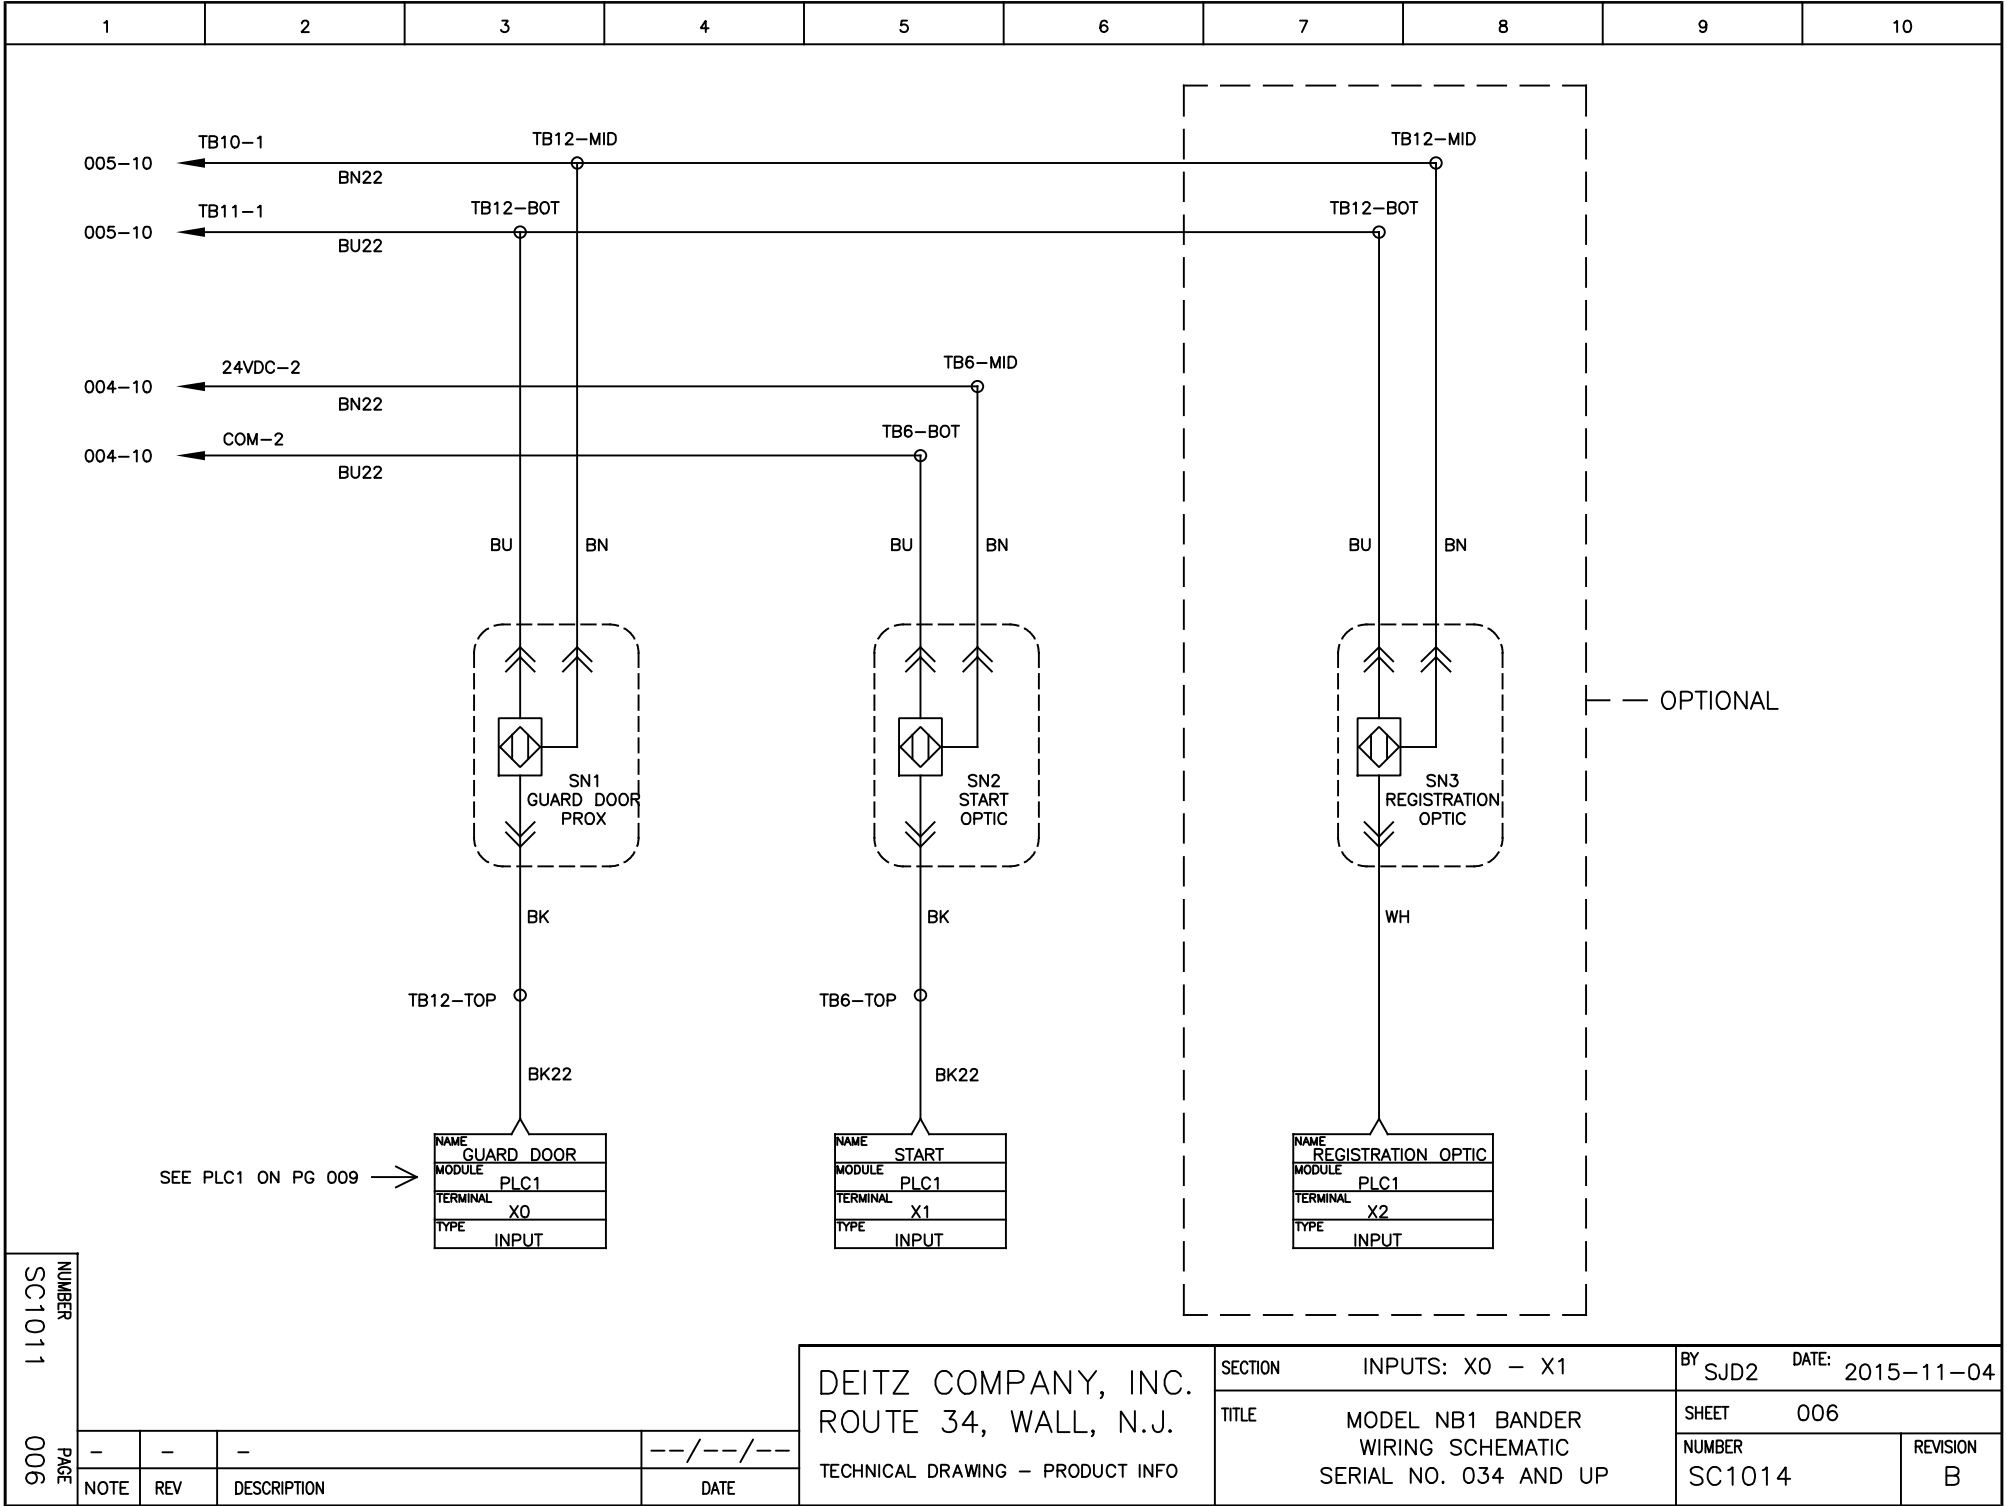 1 2 3 4 5 6 7 8 9 10
TB10-1 TB12-MID TB12-MID
005-10
BN22
TB11-1 TB12-BOT TB12-BOT
005-10
BU22
24VDC-2 TB6-MID
004-10
BN22
COM-2 TB6-BOT
004-10
BU22
BU BN BU BN BU BN
OPTIONAL
SN1
GUARD DOOR
PROX
SN2
START
OPTIC
SN3
REGISTRATION
OPTIC
BK BK WH
TB12-TOP TB6-TOP
BK22 BK22
SEE PLC1 ON PG 009
NAME
GUARD DOOR
MODULE
PLC1
TERMINAL
X0
TYPE
INPUT
NAME
START
MODULE
PLC1
TERMINAL
X1
TYPE
INPUT
NAME
REGISTRATION OPTIC
MODULE
PLC1
TERMINAL
X2
TYPE
INPUT
NUMBER
SC1011
PAGE
006
- - - --/--/--
NOTE REV DESCRIPTION DATE
DEITZ COMPANY, INC.
ROUTE 34, WALL, N.J.
TECHNICAL DRAWING - PRODUCT INFO
SECTION INPUTS: X0 - X1
TITLE MODEL NB1 BANDER
WIRING SCHEMATIC
SERIAL NO. 034 AND UP
BY SJD2 DATE: 2015-11-04
SHEET 006
NUMBER
SC1014
REVISION
B